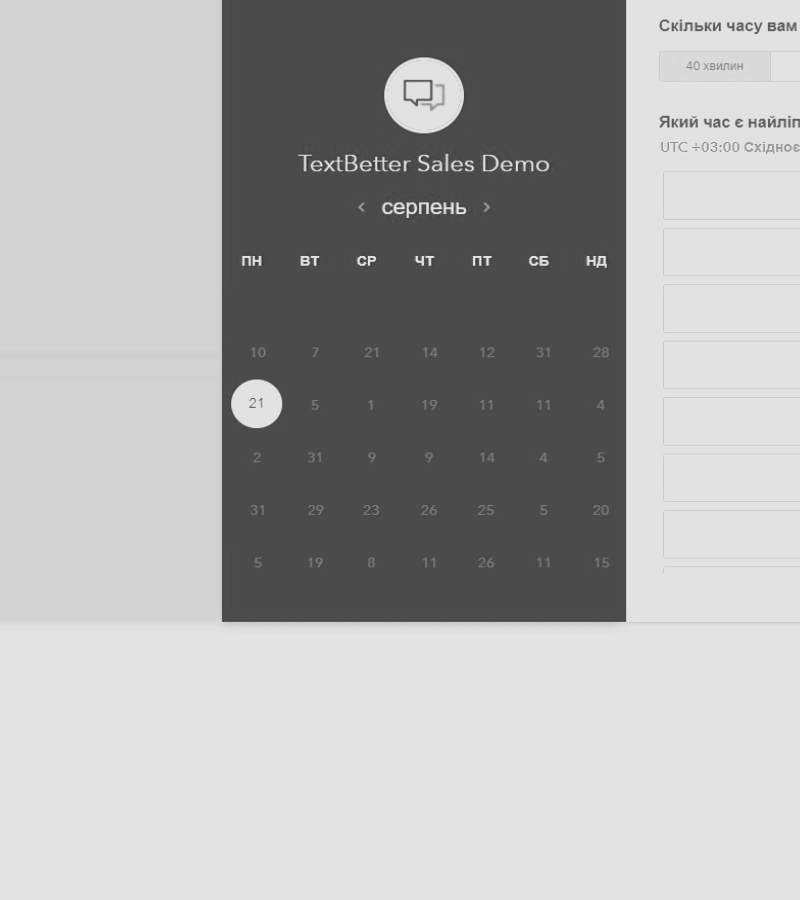 TextBetter Sales Demo
серпень
ПН ВТ СР ЧТ ПТ СБ НД
10 7 21 14 12 31 28
21 5 1 19 11 11 4
2 31 9 9 14 4 5
31 29 23 26 25 5 20
5 19 8 11 26 11 15
Скільки часу вам
40 хвилин
Який час є найліп
UTC +03:00 Східноє